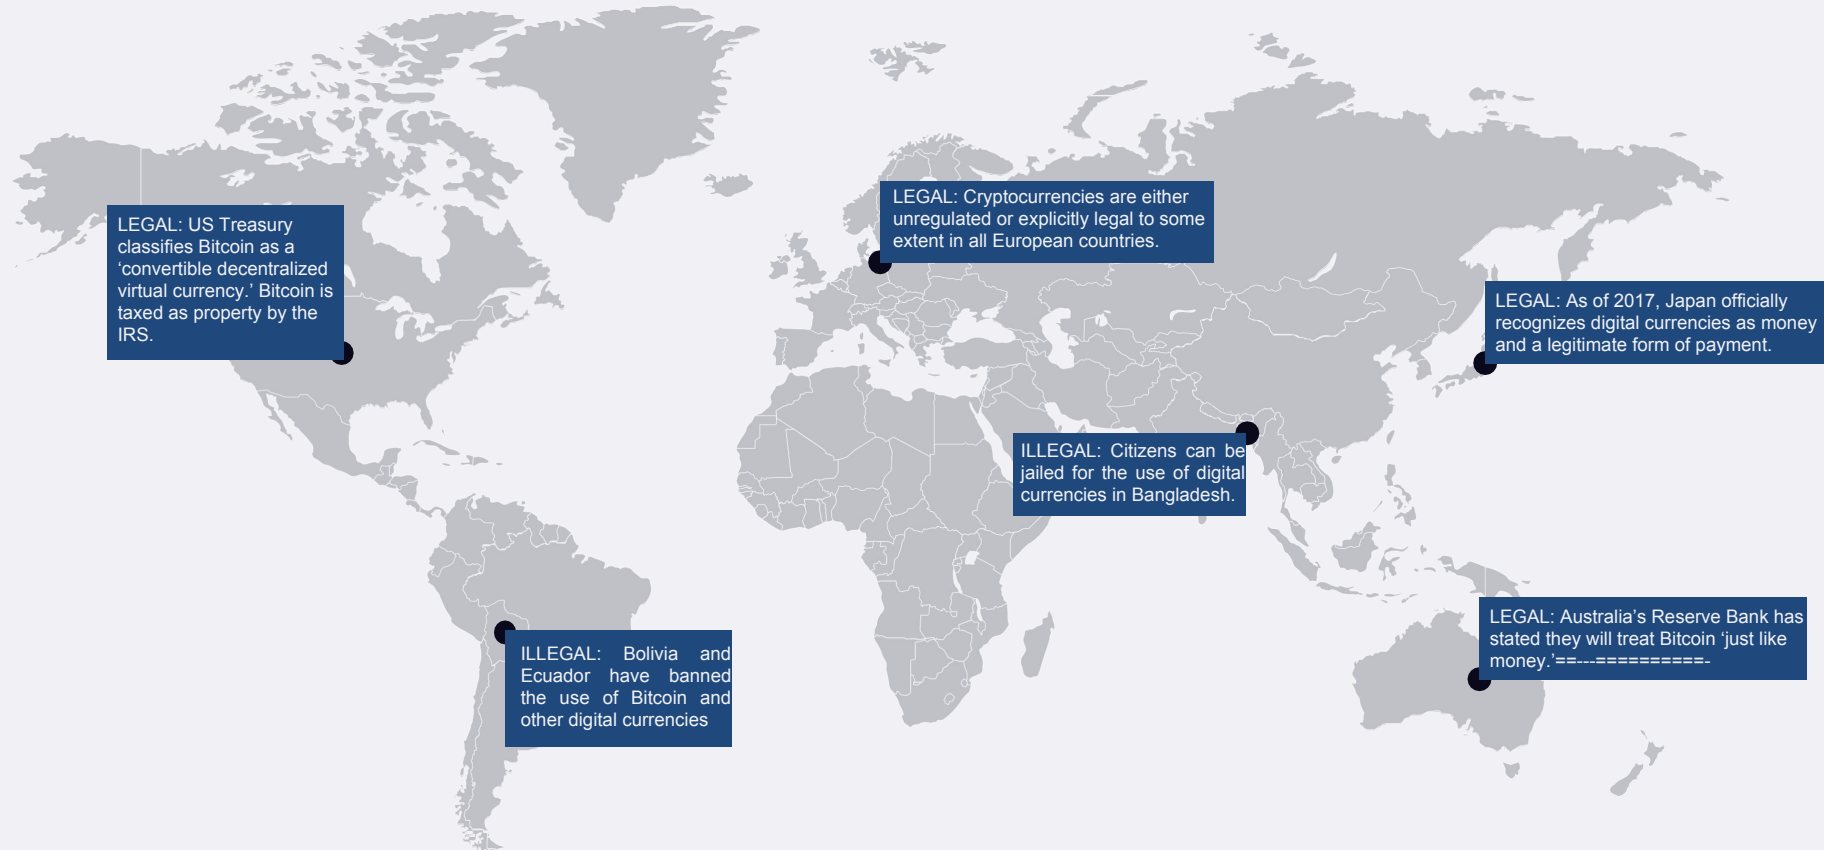 LEGAL: Cryptocurrencies are either
unregulated or explicitly legal to some
extent in all European countries.
LEGAL: US Treasury
classifies Bitcoin as a
‘convertible decentralized
virtual currency.’ Bitcoin is
taxed as property by the
IRS.
LEGAL: As of 2017, Japan officially
recognizes digital currencies as money
and a legitimate form of payment.
ILLEGAL: Citizens can be
jailed for the use of digital
currencies in Bangladesh.
LEGAL: Australia’s Reserve Bank has
stated they will treat Bitcoin ‘just like
money.’==---==========-
ILLEGAL: Bolivia and
Ecuador have banned
the use of Bitcoin and
other digital currencies